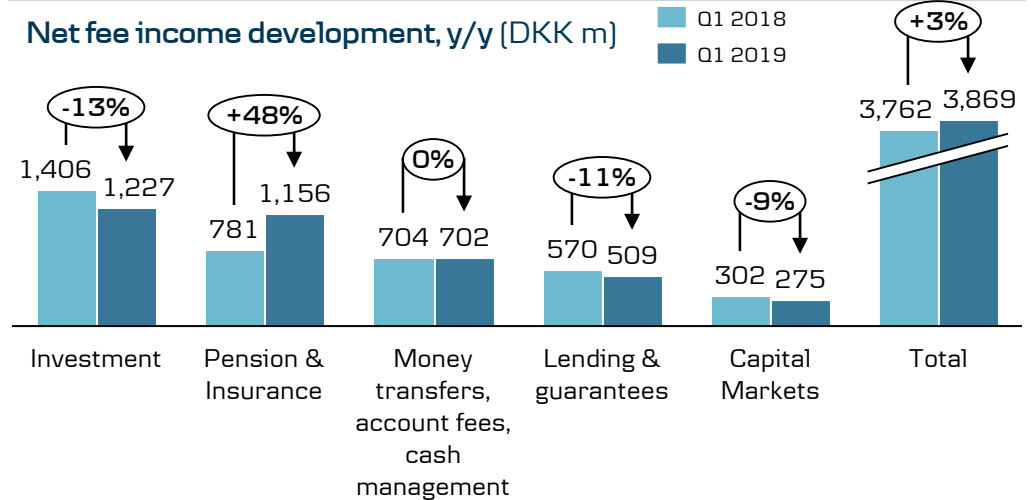 Net fee income development, y/y (DKK m)
Q1 2018
Q1 2019
-13%
1,406
1,227
+48%
781
1,156
0%
704
702
-11%
570
509
-9%
302
275
+3%
3,762
3,869
Investment
Pension &
Insurance
Money
transfers,
account fees,
cash
management
Lending &
guarantees
Capital
Markets
Total